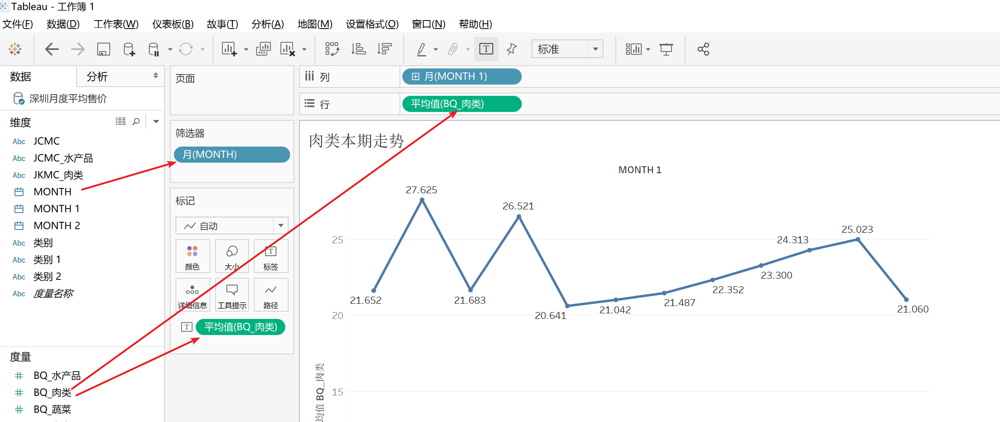 Tableau - 工作簿 1
文件(F) 数据(D) 工作表(W) 仪表板(B) 故事(T) 分析(A) 地图(M) 设置格式(O) 窗口(N) 帮助(H)
标准
数据 分析
深圳月度平均售价
维度
Abc JCMC
Abc JCMC_水产品
Abc JKMC_肉类
MONTH
MONTH 1
MONTH 2
Abc 类别
Abc 类别 1
Abc 类别 2
Abc 度量名称
度量
BQ_水产品
BQ_肉类
BQ_蔬菜
页面
筛选器
月(MONTH)
标记
自动
颜色 大小 标签
详细信息 工具提示 路径
平均值(BQ_肉类)
列 月(MONTH 1)
行 平均值(BQ_肉类)
肉类本期走势
MONTH 1
27.625
26.521
25.023
24.313
25
23.300
22.352
21.652
21.683
21.487
21.042
21.060
20.641
20
15
均值 BQ_肉类